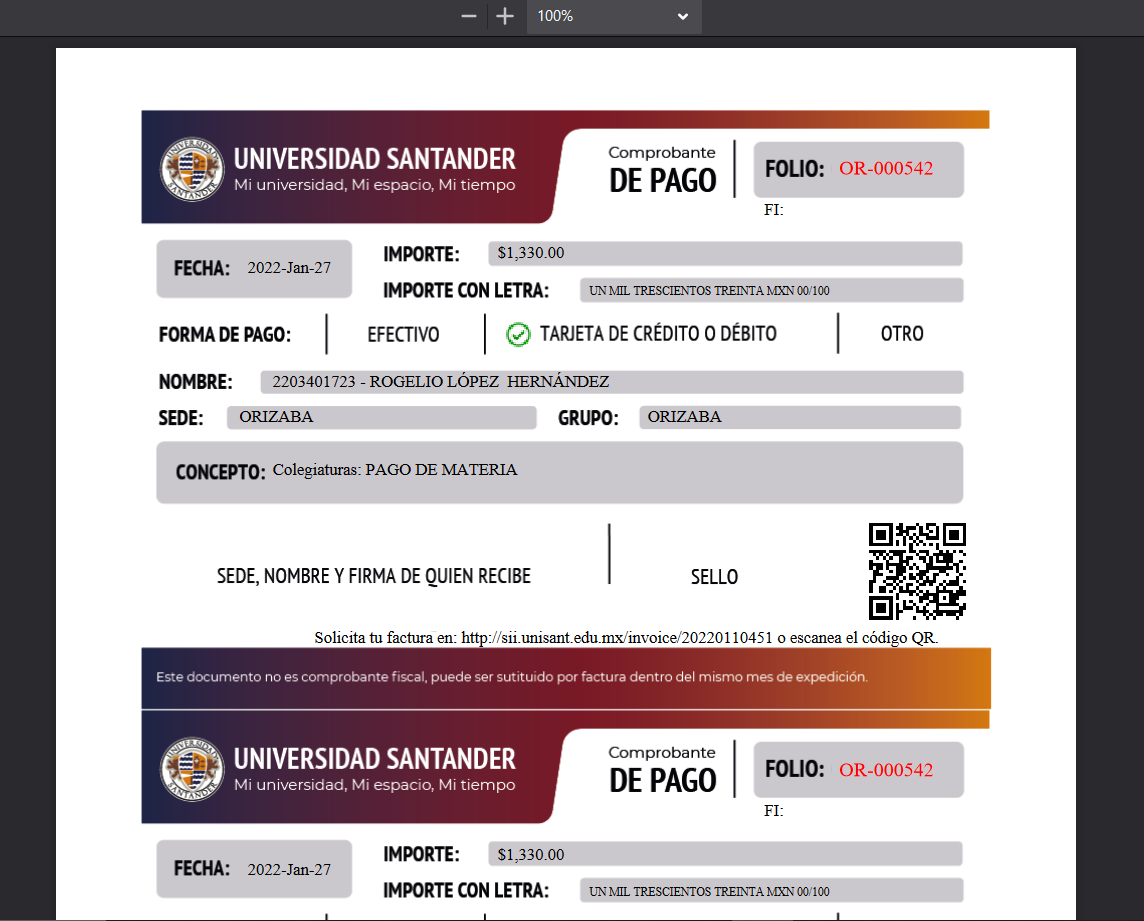 100%
UNIVERSIDAD SANTANDER
Mi universidad, Mi espacio, Mi tiempo
Comprobante
DE PAGO
FOLIO: OR-000542
FI:
FECHA: 2022-Jan-27
IMPORTE: $1,330.00
IMPORTE CON LETRA: UN MIL TRESCIENTOS TREINTA MXN 00/100
FORMA DE PAGO: EFECTIVO TARJETA DE CRÉDITO O DÉBITO OTRO
NOMBRE: 2203401723 - ROGELIO LÓPEZ HERNÁNDEZ
SEDE: ORIZABA GRUPO: ORIZABA
CONCEPTO: Colegiaturas: PAGO DE MATERIA
SEDE, NOMBRE Y FIRMA DE QUIEN RECIBE SELLO
Solicita tu factura en: http://sii.unisant.edu.mx/invoice/20220110451 o escanea el código QR.
Este documento no es comprobante fiscal, puede ser sutituido por factura dentro del mismo mes de expedición.
UNIVERSIDAD SANTANDER
Mi universidad, Mi espacio, Mi tiempo
Comprobante
DE PAGO
FOLIO: OR-000542
FI:
FECHA: 2022-Jan-27
IMPORTE: $1,330.00
IMPORTE CON LETRA: UN MIL TRESCIENTOS TREINTA MXN 00/100